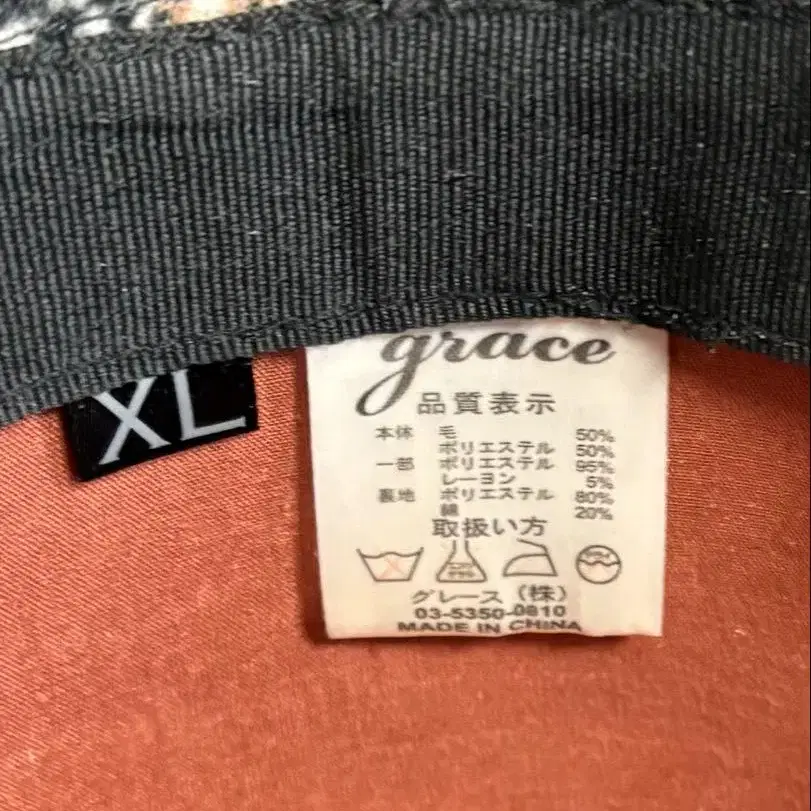 XL
grace
品質表示
本体 毛 50%
ポリエステル 50%
一部 ポリエステル 95%
レーヨン 5%
裏地 ポリエステル 80%
綿 20%
取扱い方
グレース (株)
03-5350-0810
MADE IN CHINA